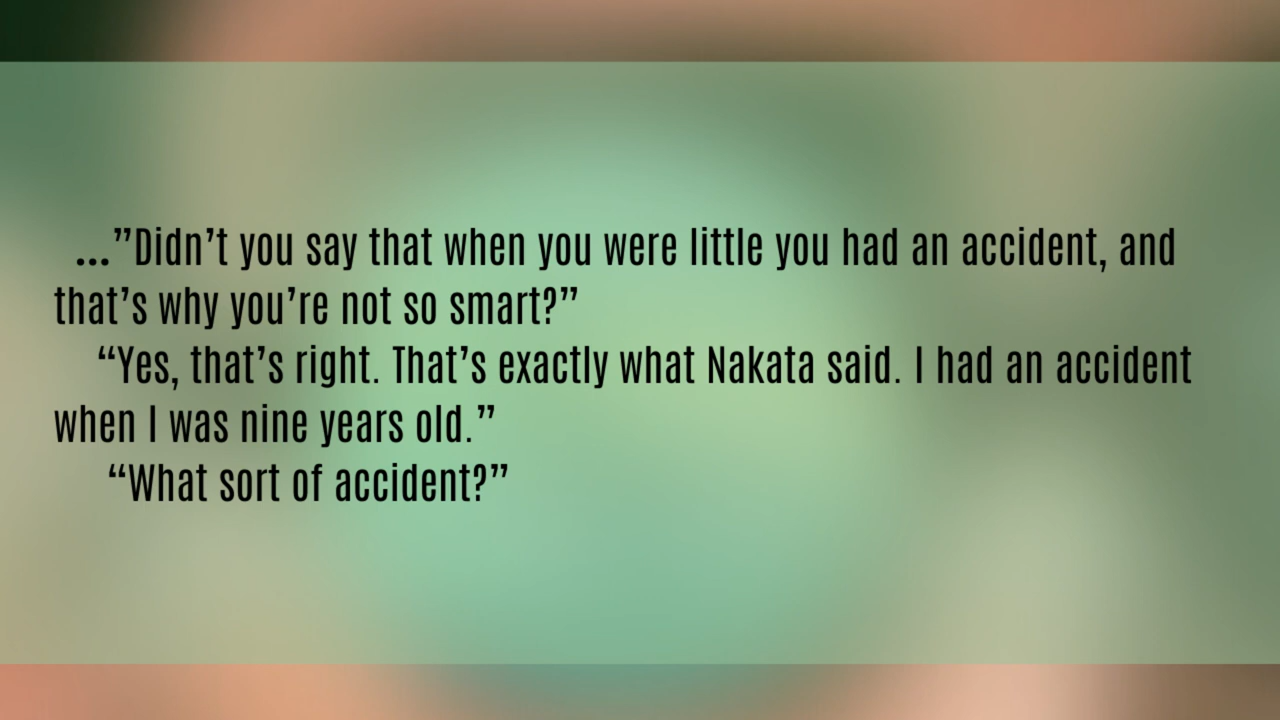 ...”Didn’t you say that when you were little you had an accident, and
that’s why you’re not so smart?”
“Yes, that’s right. That’s exactly what Nakata said. I had an accident
when I was nine years old.”
“What sort of accident?”